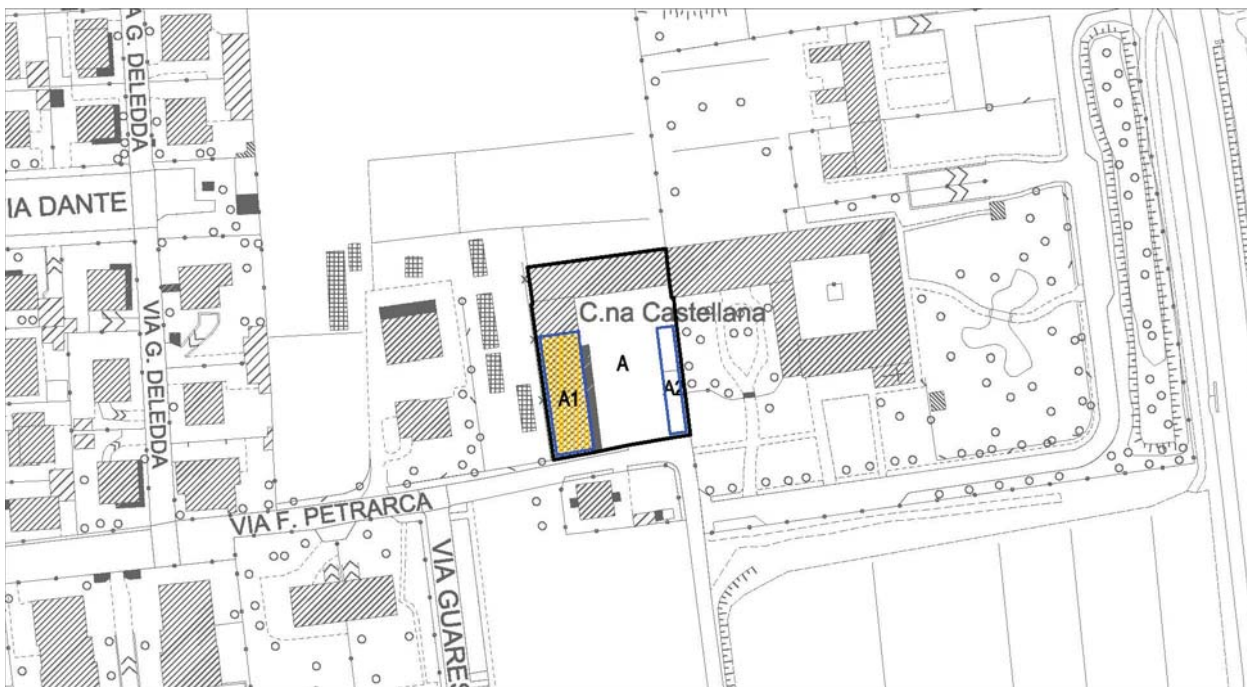 G. DELEDDA
IA DANTE
VIA G. DELEDDA
C.na Castellana
A
A1
A2
VIA F. PETRARCA
VIA GUARES